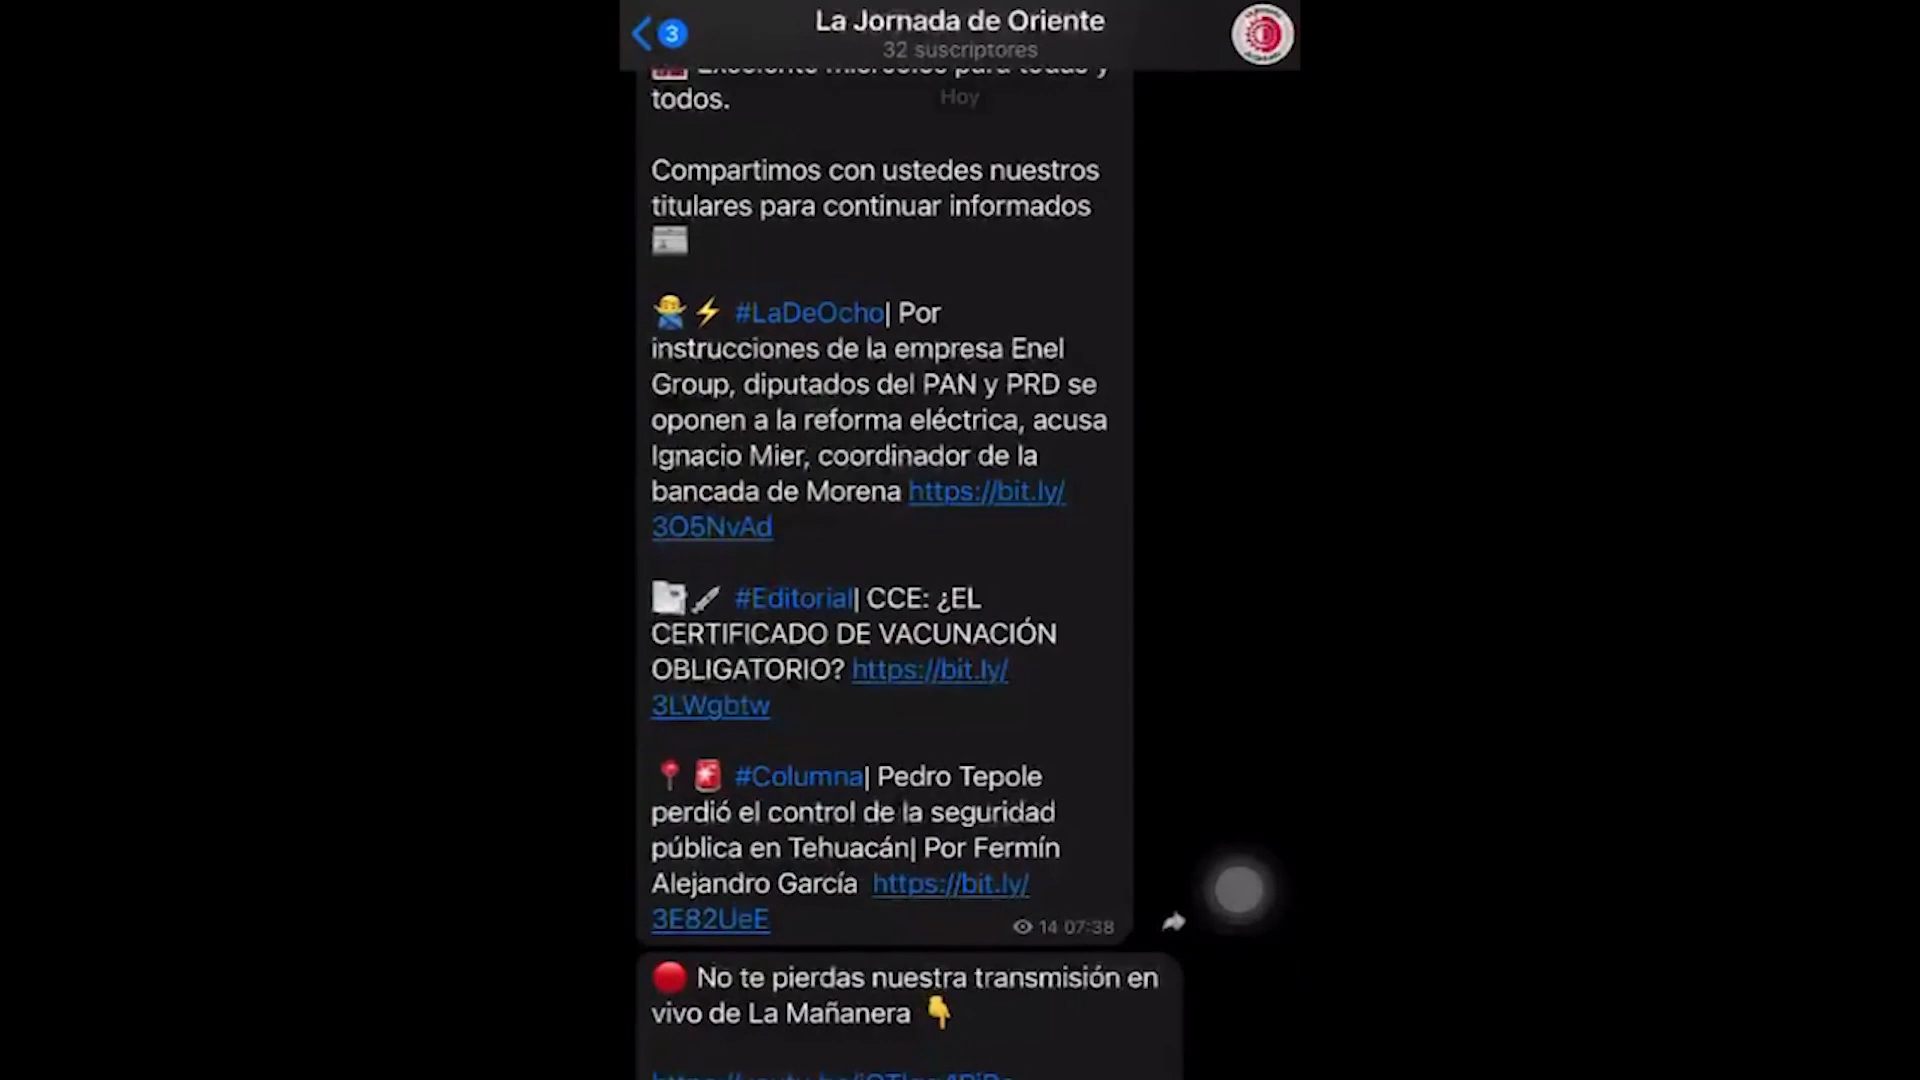 3
La Jornada de Oriente
32 suscriptores
Excelente miércoles para todas y
todos.
Hoy
Compartimos con ustedes nuestros
titulares para continuar informados
#LaDeOcho| Por
instrucciones de la empresa Enel
Group, diputados del PAN y PRD se
oponen a la reforma eléctrica, acusa
Ignacio Mier, coordinador de la
bancada de Morena https://bit.ly/
3O5NvAd
#Editorial| CCE: ¿EL
CERTIFICADO DE VACUNACIÓN
OBLIGATORIO? https://bit.ly/
3LWgbtw
#Columna| Pedro Tepole
perdió el control de la seguridad
pública en Tehuacán| Por Fermín
Alejandro García https://bit.ly/
3E82UeE
14 07:38
No te pierdas nuestra transmisión en
vivo de La Mañanera